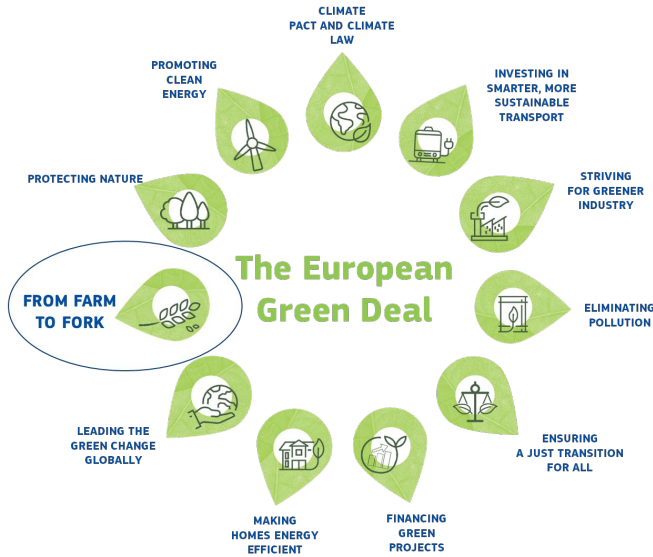 CLIMATE
PACT AND CLIMATE
LAW
PROMOTING
CLEAN
ENERGY
INVESTING IN
SMARTER, MORE
SUSTAINABLE
TRANSPORT
PROTECTING NATURE
STRIVING
FOR GREENER
INDUSTRY
The European
Green Deal
FROM FARM
TO FORK
ELIMINATING
POLLUTION
LEADING THE
GREEN CHANGE
GLOBALLY
ENSURING
A JUST TRANSITION
FOR ALL
MAKING
HOMES ENERGY
EFFICIENT
FINANCING
GREEN
PROJECTS